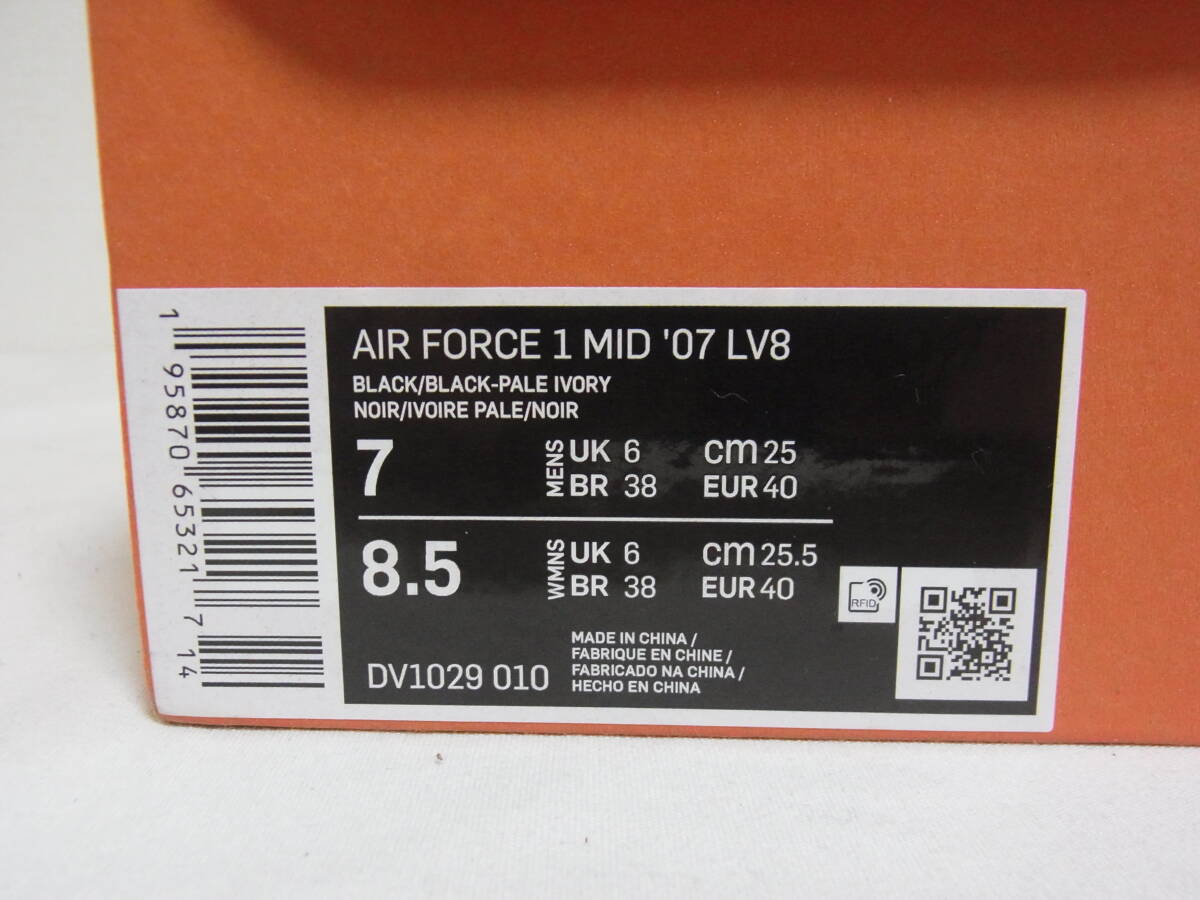 1 95870 65321 7 14
AIR FORCE 1 MID '07 LV8
BLACK/BLACK-PALE IVORY
NOIR/IVOIRE PALE/NOIR
7 MENS UK 6 cm 25
BR 38 EUR 40
8.5 WMNS UK 6 cm 25.5
BR 38 EUR 40
RFID
DV1029 010
MADE IN CHINA /
FABRIQUE EN CHINE /
FABRICADO NA CHINA /
HECHO EN CHINA